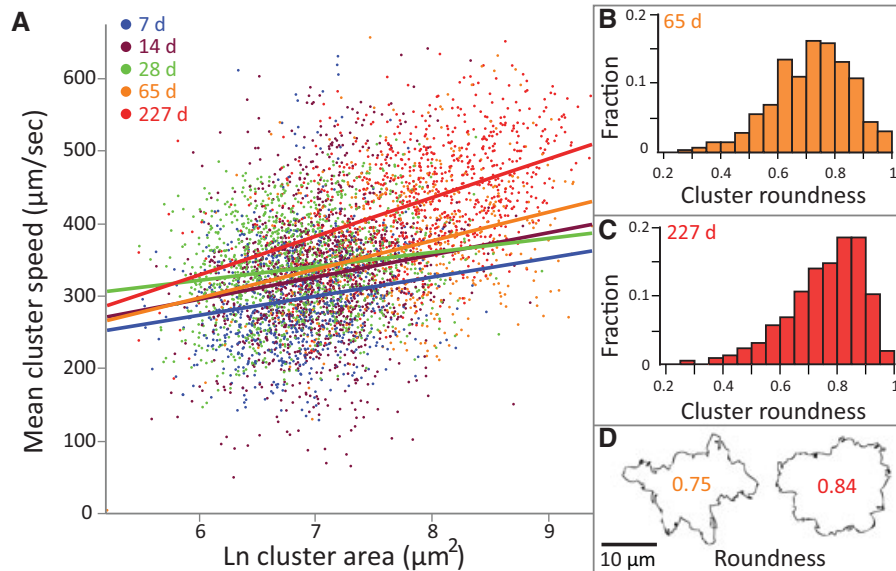 A
7 d
14 d
28 d
65 d
227 d
Mean cluster speed (µm/sec)
600
500
400
300
200
100
0
6
7
8
9
Ln cluster area (µm²)
B
65 d
Fraction
0.2
0.1
0
0.2
0.4
0.6
0.8
1
Cluster roundness
C
227 d
Fraction
0.2
0.1
0
0.2
0.4
0.6
0.8
1
Cluster roundness
D
0.75
0.84
10 µm
Roundness